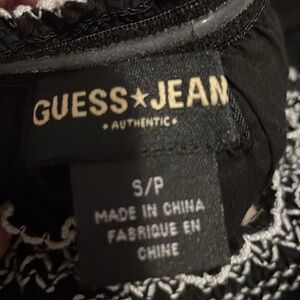 GUESS★JEAN
• AUTHENTIC •
S/P
MADE IN CHINA
FABRIQUE EN
CHINE